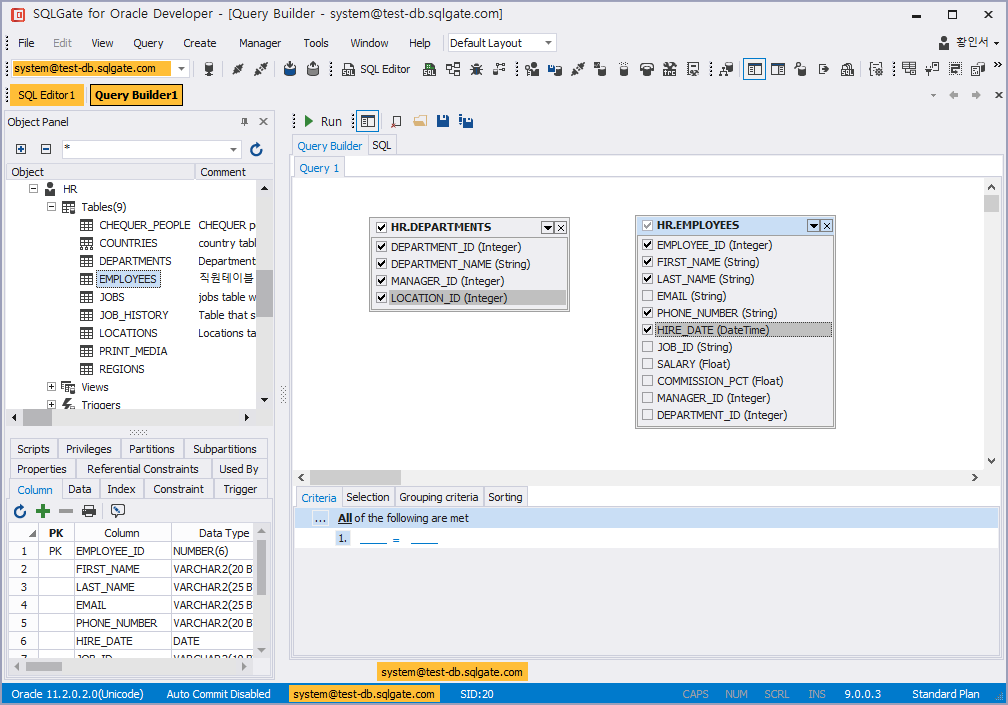 SQLGate for Oracle Developer - [Query Builder - system@test-db.sqlgate.com]
File Edit View Query Create Manager Tools Window Help Default Layout 황인서
system@test-db.sqlgate.com SQL Editor
SQL Editor1 Query Builder1
Object Panel
Run
*
Query Builder SQL
Object Comment
Query 1
HR
Tables(9)
CHEQUER_PEOPLE CHEQUER p
COUNTRIES country tabl
DEPARTMENTS Department
EMPLOYEES 직원테이블
JOBS jobs table w
JOB_HISTORY Table that s
LOCATIONS Locations ta
PRINT_MEDIA
REGIONS
Views
Triggers
HR.DEPARTMENTS
DEPARTMENT_ID (Integer)
DEPARTMENT_NAME (String)
MANAGER_ID (Integer)
LOCATION_ID (Integer)
HR.EMPLOYEES
EMPLOYEE_ID (Integer)
FIRST_NAME (String)
LAST_NAME (String)
EMAIL (String)
PHONE_NUMBER (String)
HIRE_DATE (DateTime)
JOB_ID (String)
SALARY (Float)
COMMISSION_PCT (Float)
MANAGER_ID (Integer)
DEPARTMENT_ID (Integer)
Scripts Privileges Partitions Subpartitions
Properties Referential Constraints Used By
Column Data Index Constraint Trigger
PK Column Data Type
1 PK EMPLOYEE_ID NUMBER(6)
2 FIRST_NAME VARCHAR2(20 B
3 LAST_NAME VARCHAR2(25 B
4 EMAIL VARCHAR2(25 B
5 PHONE_NUMBER VARCHAR2(20 B
6 HIRE_DATE DATE
7 JOB_ID VARCHAR2(10 B
Criteria Selection Grouping criteria Sorting
... All of the following are met
1. _____ = _____
system@test-db.sqlgate.com
Oracle 11.2.0.2.0(Unicode) Auto Commit Disabled system@test-db.sqlgate.com SID:20 CAPS NUM SCRL INS 9.0.0.3 Standard Plan